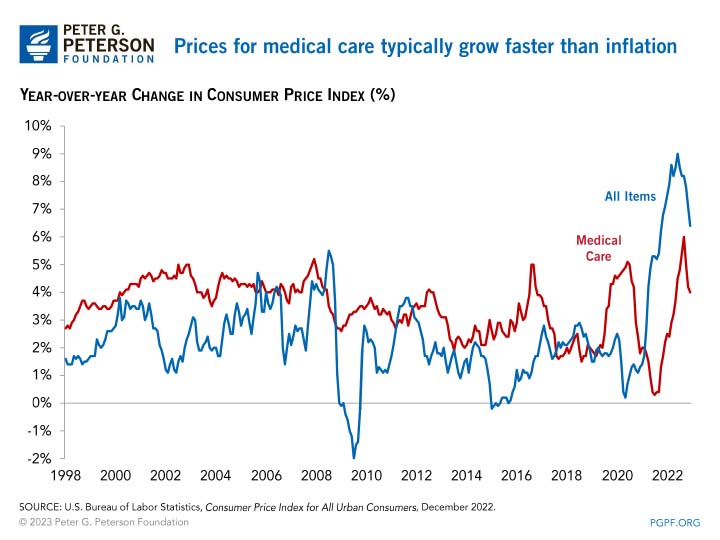 PETER G.
PETERSON
FOUNDATION
Prices for medical care typically grow faster than inflation
YEAR-OVER-YEAR CHANGE IN CONSUMER PRICE INDEX (%)
10%
9%
8%
7%
6%
5%
4%
3%
2%
1%
0%
-1%
-2%
All Items
Medical
Care
1998 2000 2002 2004 2006 2008 2010 2012 2014 2016 2018 2020 2022
SOURCE: U.S. Bureau of Labor Statistics, Consumer Price Index for All Urban Consumers, December 2022.
© 2023 Peter G. Peterson Foundation
PGPF.ORG